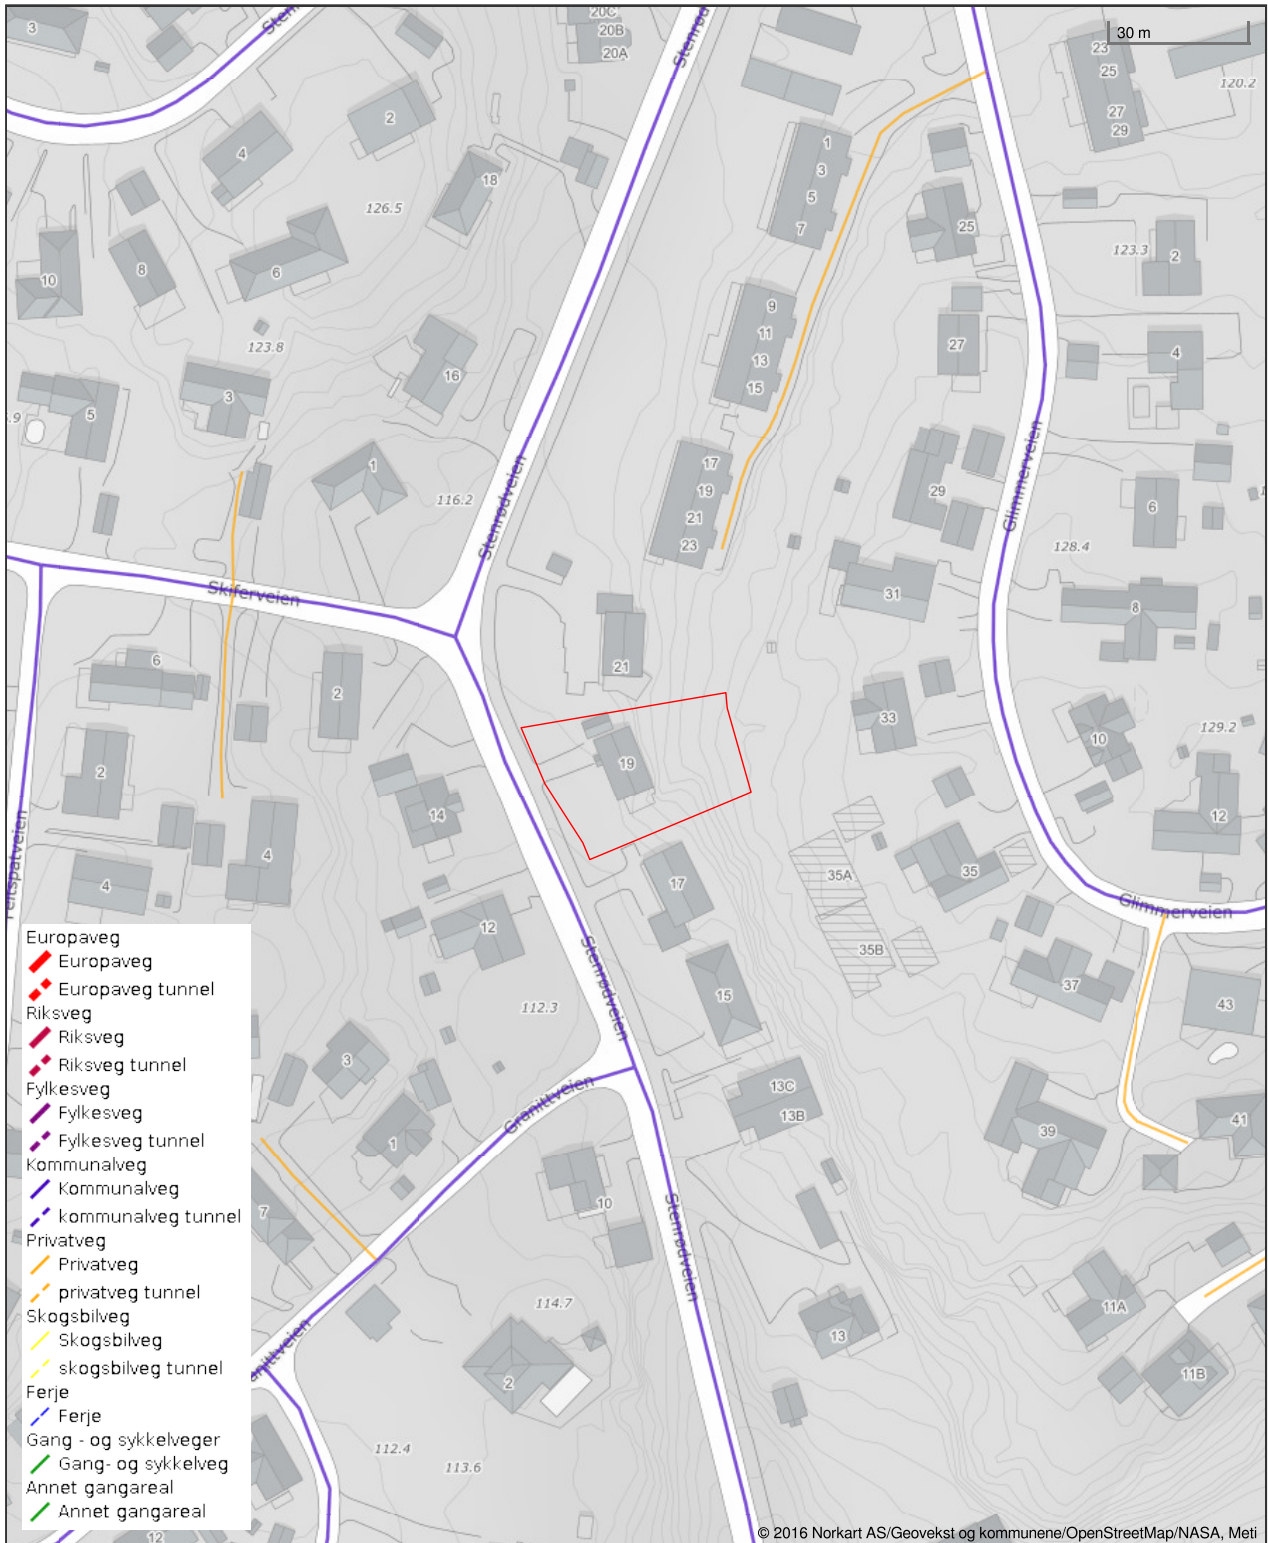 3
Sten
20C
20B
20A
Stenrød
30 m
23
25
27
29
120.2
2
4
18
126.5
1
3
5
7
25
123.3
2
10
8
6
123.8
9
11
13
15
27
4
16
3
5
.9
1
116.2
Stenrødveien
17
19
21
23
29
Glimmerveien
6
128.4
Skiferveien
31
8
6
2
21
33
10
129.2
2
19
14
12
4
4
Feltspatveien
17
35A
35
Glimmerveien
12
35B
Stenrødveien
15
37
43
112.3
3
Granittveien
13C
13B
1
39
41
10
7
Stenrødveien
114.7
11A
13
anittveien
2
11B
112.4
113.6
12
Europaveg
Europaveg
Europaveg tunnel
Riksveg
Riksveg
Riksveg tunnel
Fylkesveg
Fylkesveg
Fylkesveg tunnel
Kommunalveg
Kommunalveg
kommunalveg tunnel
Privatveg
Privatveg
privatveg tunnel
Skogsbilveg
Skogsbilveg
skogsbilveg tunnel
Ferje
Ferje
Gang - og sykkelveger
Gang- og sykkelveg
Annet gangareal
Annet gangareal
© 2016 Norkart AS/Geovekst og kommunene/OpenStreetMap/NASA, Meti